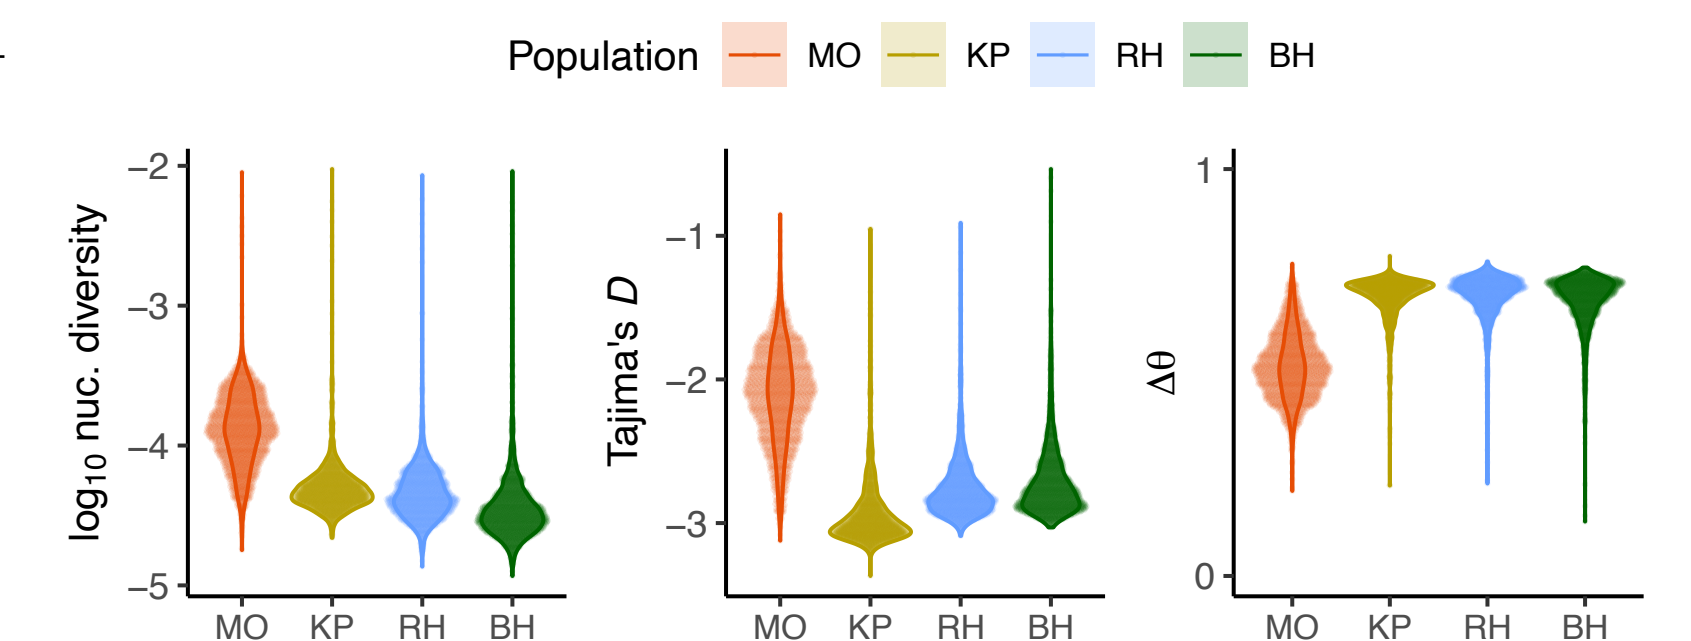 Population MO KP RH BH
log10 nuc. diversity
−2
−3
−4
−5
MO KP RH BH
Tajima's D
−1
−2
−3
MO KP RH BH
Δθ
1
0
MO KP RH BH